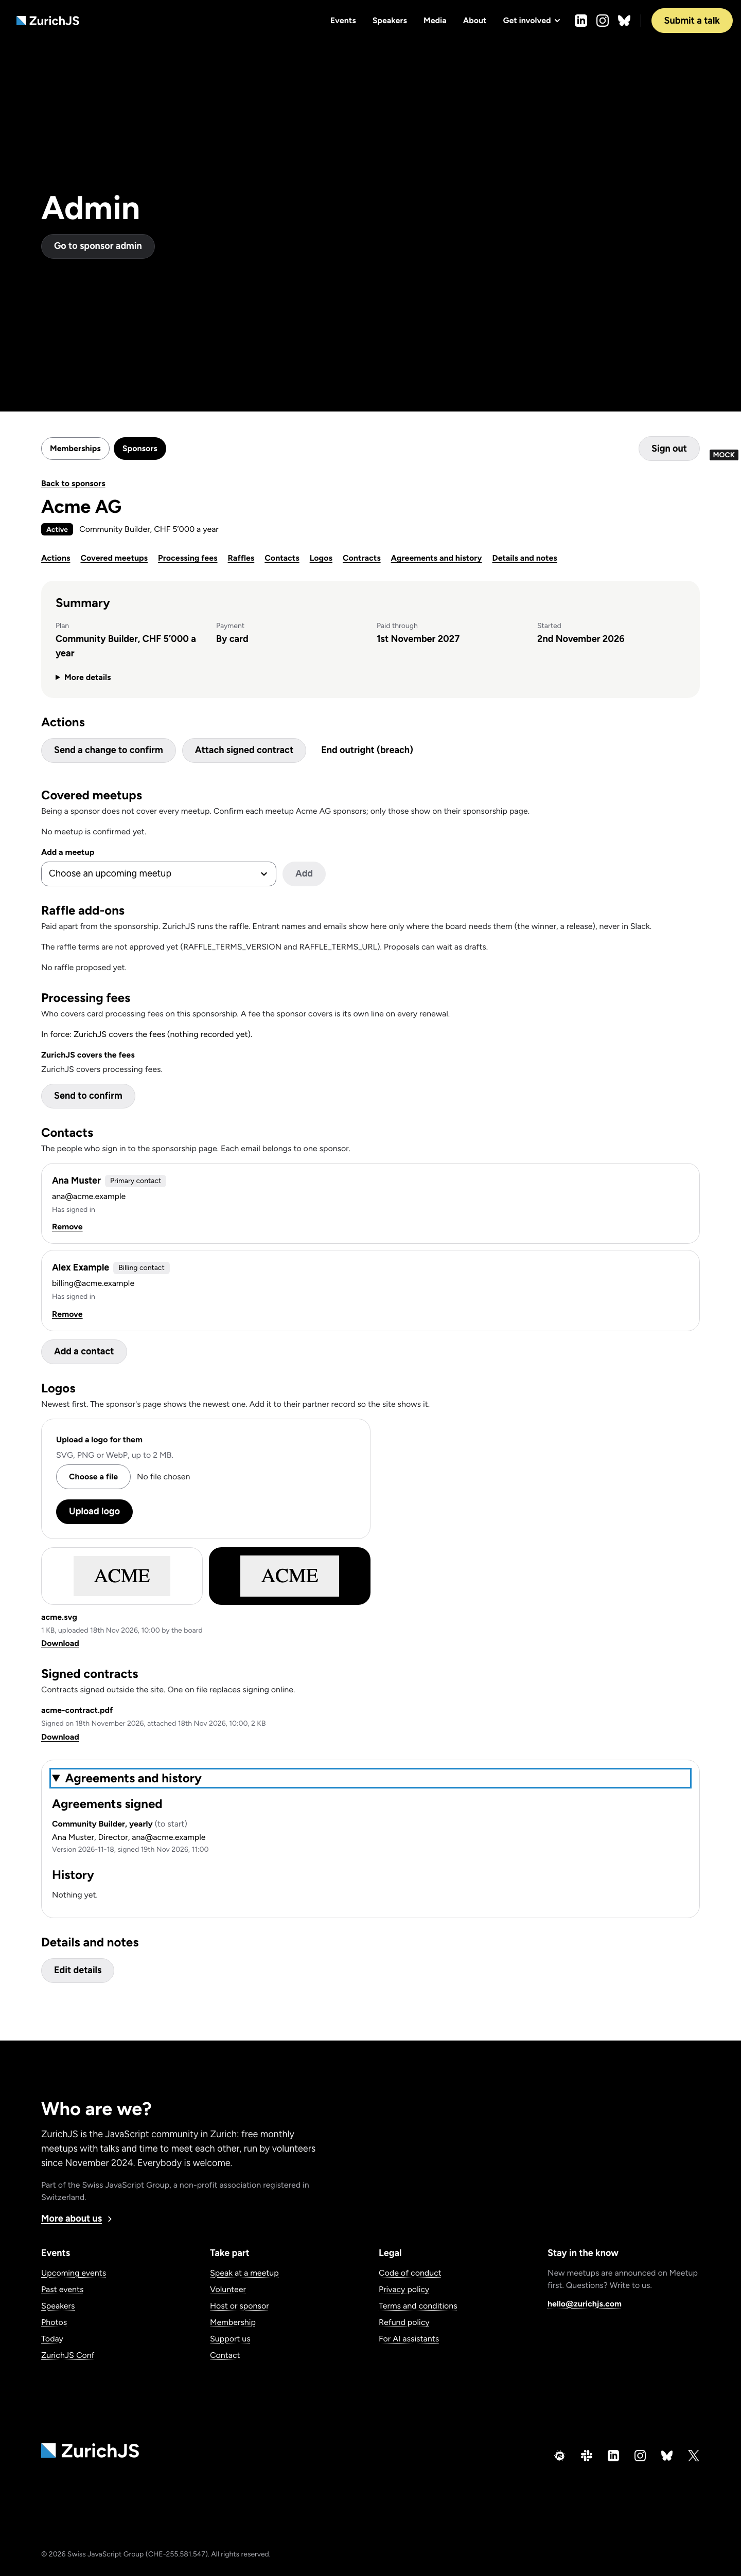 ZurichJS
Events
Speakers
Media
About
Get involved
Submit a talk
Admin
Go to sponsor admin
Memberships
Sponsors
Sign out
MOCK
Back to sponsors
Acme AG
Active
Community Builder, CHF 5'000 a year
Actions
Covered meetups
Processing fees
Raffles
Contacts
Logos
Contracts
Agreements and history
Details and notes
Summary
Plan
Community Builder, CHF 5'000 a
year
Payment
By card
Paid through
1st November 2027
Started
2nd November 2026
More details
Actions
Send a change to confirm
Attach signed contract
End outright (breach)
Covered meetups
Being a sponsor does not cover every meetup. Confirm each meetup Acme AG sponsors; only those show on their sponsorship page.
No meetup is confirmed yet.
Add a meetup
Choose an upcoming meetup
Add
Raffle add-ons
Paid apart from the sponsorship. ZurichJS runs the raffle. Entrant names and emails show here only where the board needs them (the winner, a release), never in Slack.
The raffle terms are not approved yet (RAFFLE_TERMS_VERSION and RAFFLE_TERMS_URL). Proposals can wait as drafts.
No raffle proposed yet.
Processing fees
Who covers card processing fees on this sponsorship. A fee the sponsor covers is its own line on every renewal.
In force: ZurichJS covers the fees (nothing recorded yet).
ZurichJS covers the fees
ZurichJS covers processing fees.
Send to confirm
Contacts
The people who sign in to the sponsorship page. Each email belongs to one sponsor.
Ana Muster
Primary contact
ana@acme.example
Has signed in
Remove
Alex Example
Billing contact
billing@acme.example
Has signed in
Remove
Add a contact
Logos
Newest first. The sponsor's page shows the newest one. Add it to their partner record so the site shows it.
Upload a logo for them
SVG, PNG or WebP, up to 2 MB.
Choose a file
No file chosen
Upload logo
ACME
ACME
acme.svg
1 KB, uploaded 18th Nov 2026, 10:00 by the board
Download
Signed contracts
Contracts signed outside the site. One on file replaces signing online.
acme-contract.pdf
Signed on 18th November 2026, attached 18th Nov 2026, 10:00, 2 KB
Download
Agreements and history
Agreements signed
Community Builder, yearly (to start)
Ana Muster, Director, ana@acme.example
Version 2026-11-18, signed 19th Nov 2026, 11:00
History
Nothing yet.
Details and notes
Edit details
Who are we?
ZurichJS is the JavaScript community in Zurich: free monthly
meetups with talks and time to meet each other, run by volunteers
since November 2024. Everybody is welcome.
Part of the Swiss JavaScript Group, a non-profit association registered in
Switzerland.
More about us
Events
Upcoming events
Past events
Speakers
Photos
Today
ZurichJS Conf
Take part
Speak at a meetup
Volunteer
Host or sponsor
Membership
Support us
Contact
Legal
Code of conduct
Privacy policy
Terms and conditions
Refund policy
For AI assistants
Stay in the know
New meetups are announced on Meetup
first. Questions? Write to us.
hello@zurichjs.com
ZurichJS
© 2026 Swiss JavaScript Group (CHE-255.581.547). All rights reserved.